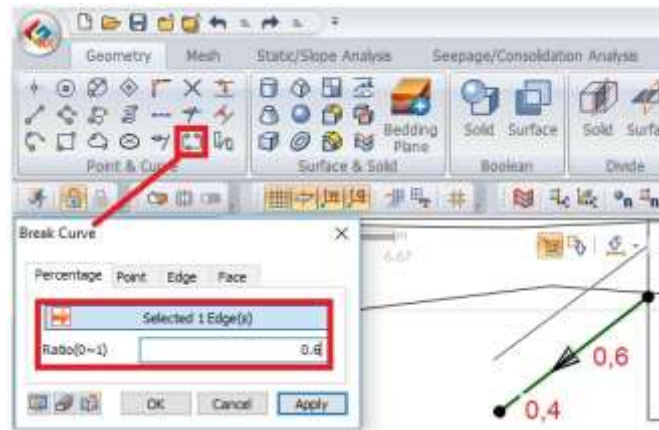 Geometry Mesh Static/Slope Analysis Seepage/Consolidation Analysis
Bedding Plane
Solid Surface
Solid Surfa
Point & Curve
Surface & Solid
Boolean
Divide
Break Curve
6.67
Percentage Point Edge Face
Selected 1 Edge(s)
Ratio(0~1) 0.6
OK Cancel Apply
0,6
0,4